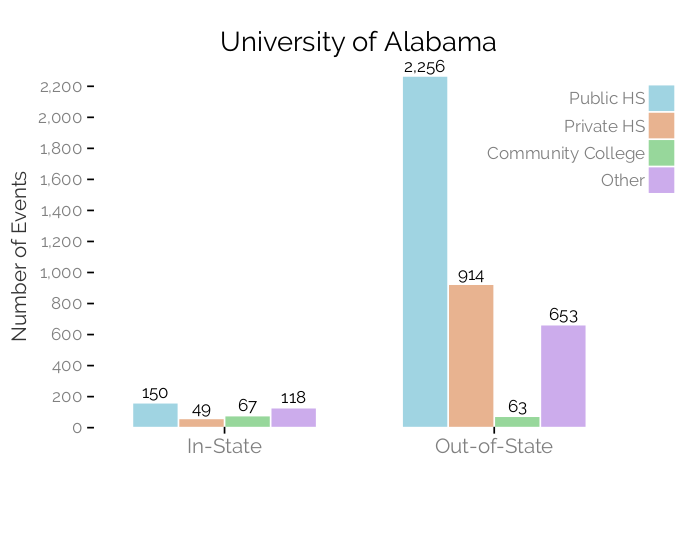 University of Alabama
2,256
2,200
2,000
1,800
1,600
1,400
1,200
1,000
800
600
400
200
0
Number of Events
Public HS
Private HS
Community College
Other
150
49
67
118
914
63
653
In-State
Out-of-State